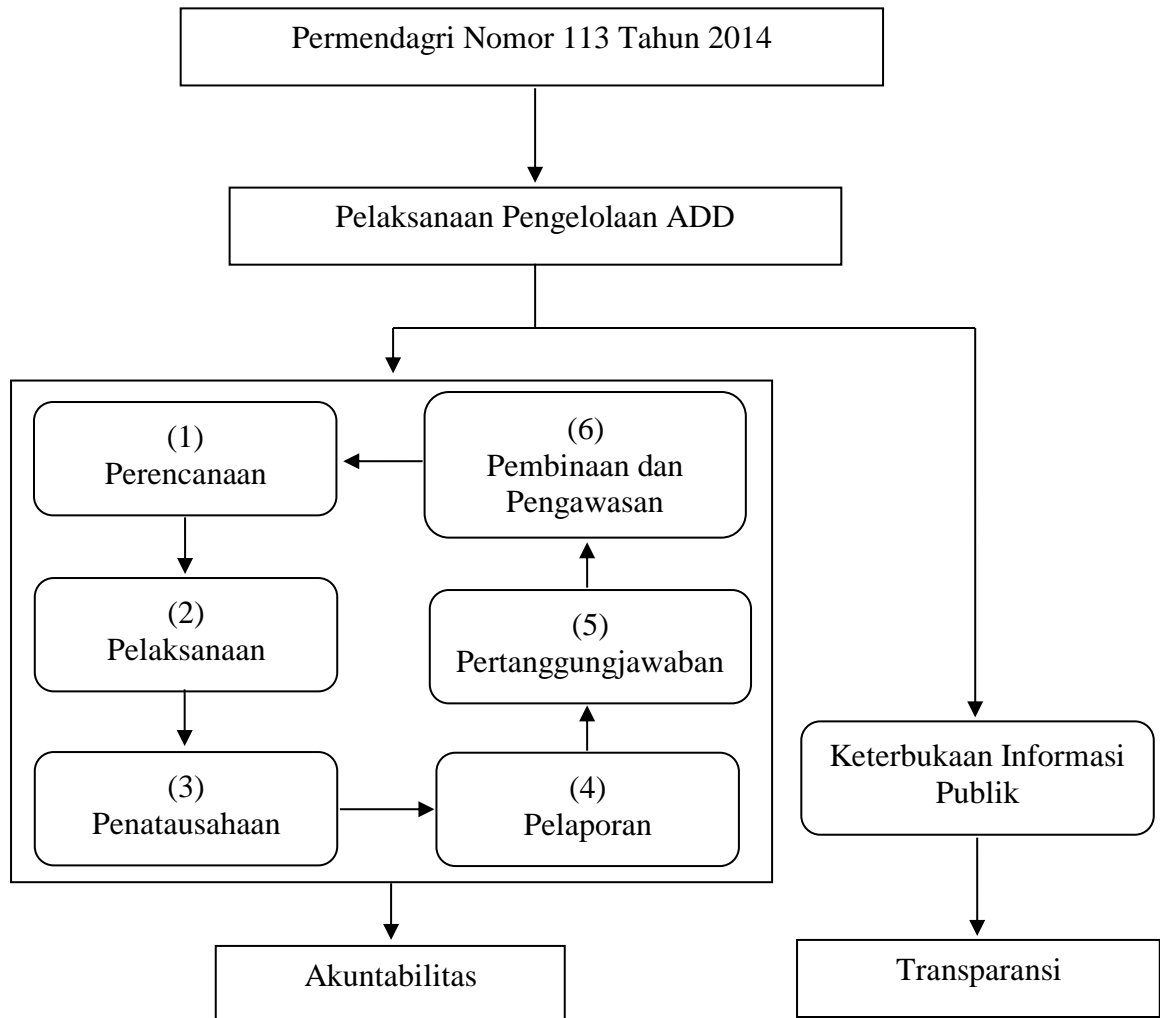 Permendagri Nomor 113 Tahun 2014
Pelaksanaan Pengelolaan ADD
(1)
Perencanaan
(6)
Pembinaan dan
Pengawasan
(2)
Pelaksanaan
(5)
Pertanggungjawaban
(3)
Penatausahaan
(4)
Pelaporan
Keterbukaan Informasi
Publik
Akuntabilitas
Transparansi